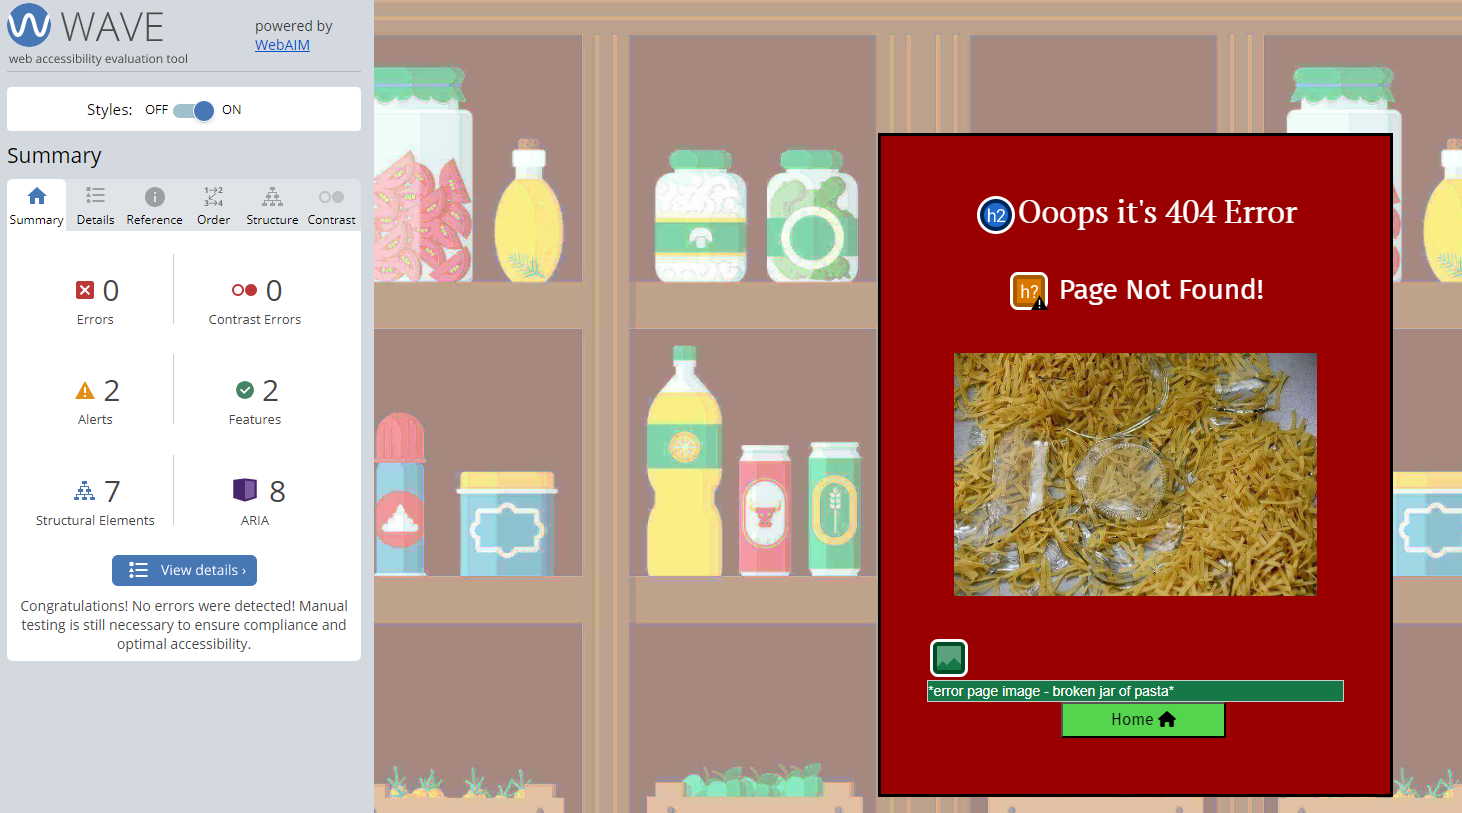 WAVE
web accessibility evaluation tool
powered by
WebAIM
Styles: OFF ON
Summary
Summary Details Reference Order Structure Contrast
0
Errors
0
Contrast Errors
2
Alerts
2
Features
7
Structural Elements
8
ARIA
View details ›
Congratulations! No errors were detected! Manual
testing is still necessary to ensure compliance and
optimal accessibility.
h2 Ooops it's 404 Error
h? Page Not Found!
*error page image - broken jar of pasta*
Home